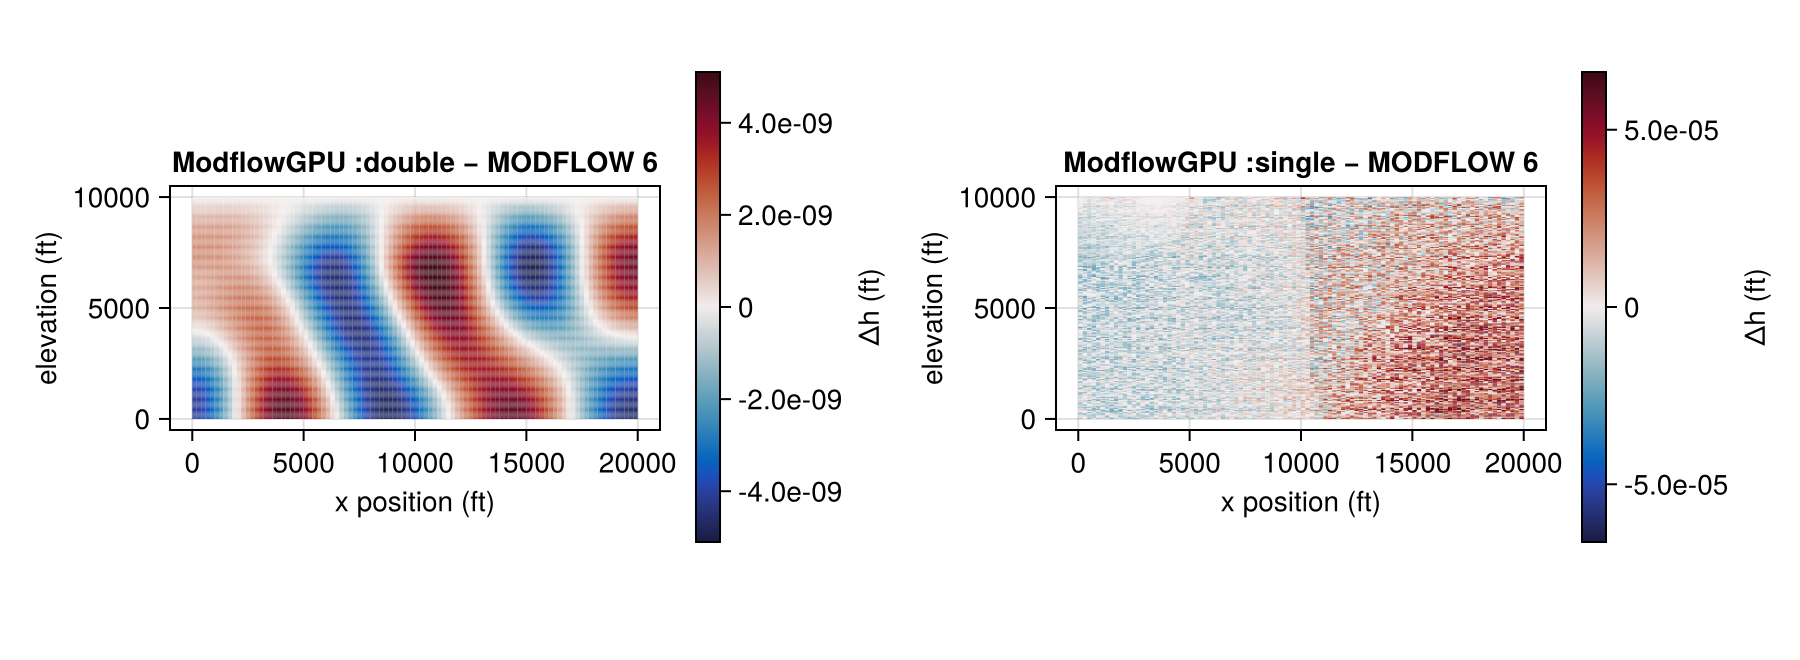 ModflowGPU :double – MODFLOW 6
elevation (ft)
10000
5000
0
0 5000 10000 15000 20000
x position (ft)
4.0e-09
2.0e-09
0
-2.0e-09
-4.0e-09
Δh (ft)
ModflowGPU :single – MODFLOW 6
elevation (ft)
10000
5000
0
0 5000 10000 15000 20000
x position (ft)
5.0e-05
0
-5.0e-05
Δh (ft)